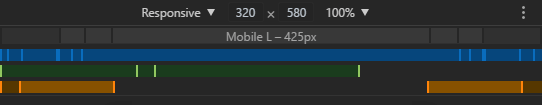 Responsive ▼ 320 × 580 100% ▼
Mobile L – 425px